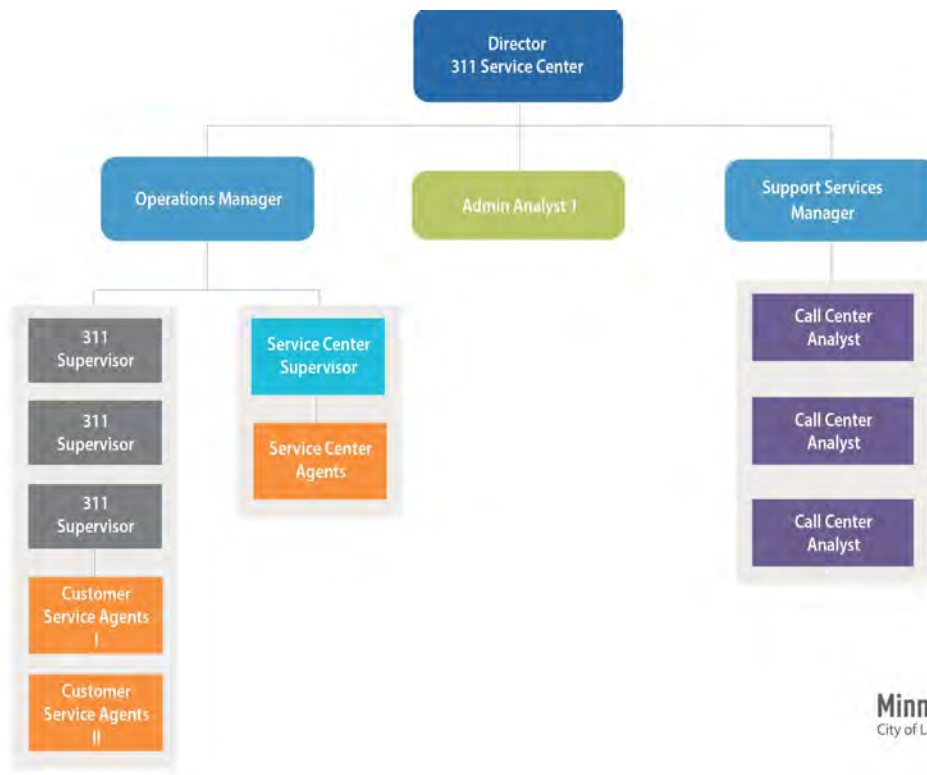 Director
311 Service Center
Operations Manager
Admin Analyst 1
Support Services
Manager
311
Supervisor
311
Supervisor
311
Supervisor
Customer
Service Agents
I
Customer
Service Agents
II
Service Center
Supervisor
Service Center
Agents
Call Center
Analyst
Call Center
Analyst
Call Center
Analyst
Minn
City of L